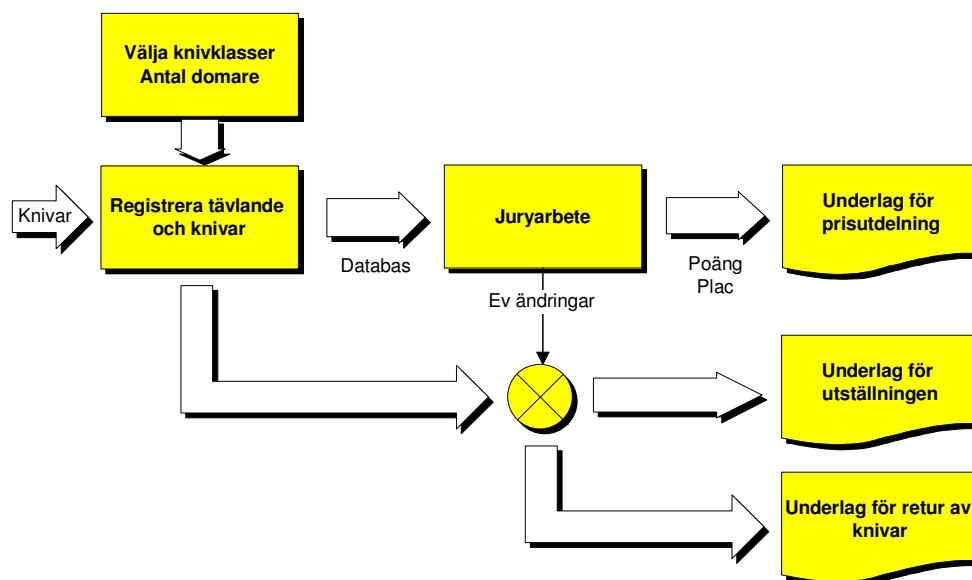 Välja knivklasser
Antal domare
Knivar
Registrera tävlande
och knivar
Databas
Juryarbete
Poäng
Plac
Underlag för
prisutdelning
Ev ändringar
Underlag för
utställningen
Underlag för retur av
knivar